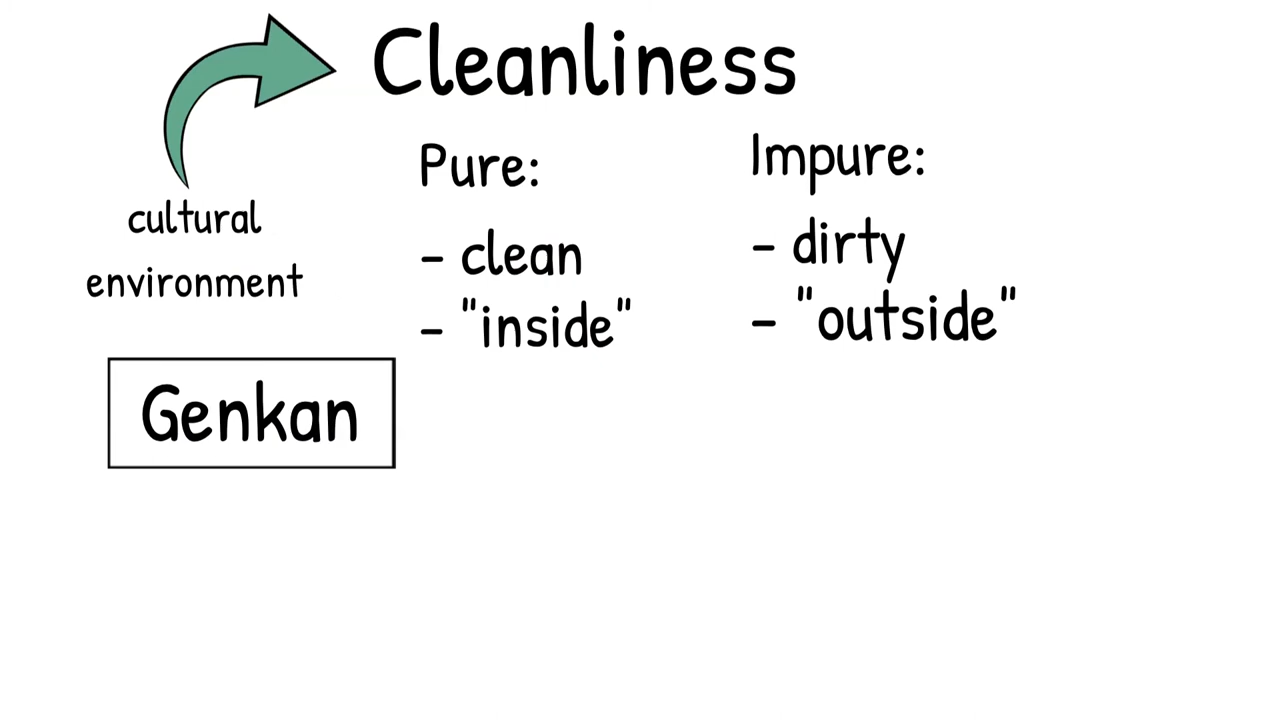 Cleanliness
cultural
environment
Pure:
- clean
- "inside"
Impure:
- dirty
- "outside"
Genkan